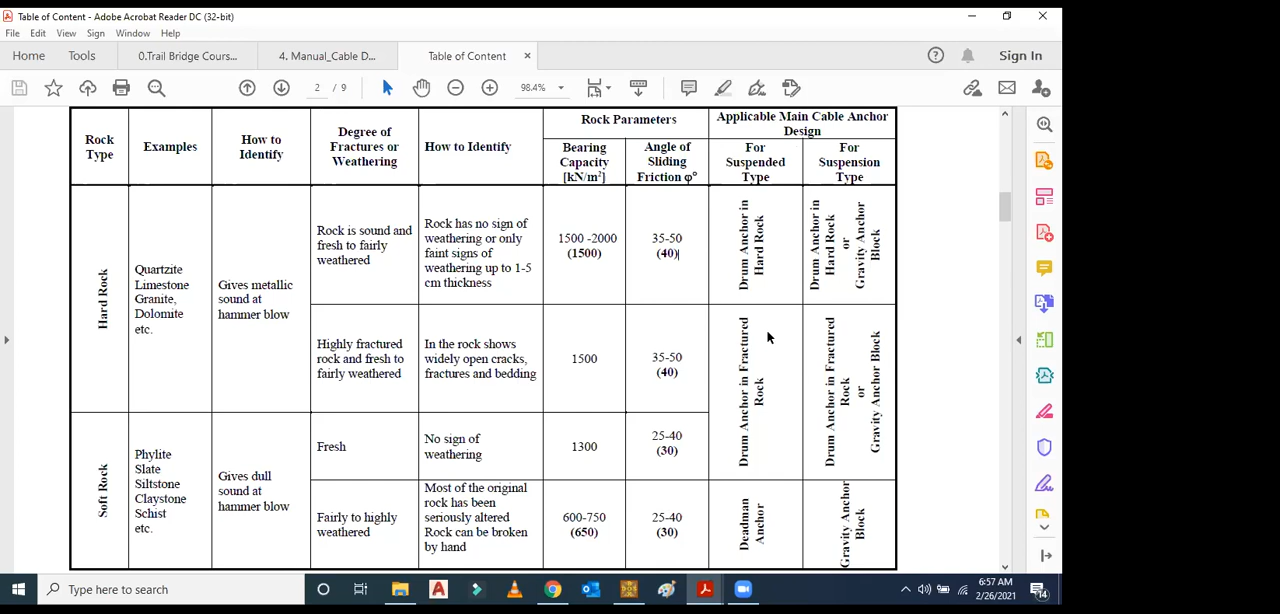 Table of Content - Adobe Acrobat Reader DC (32-bit)
File Edit View Sign Window Help
Home Tools 0.Trail Bridge Cours... 4. Manual_Cable D... Table of Content × Sign In
2 / 9 98.4%
Rock Type
Examples
How to Identify
Degree of Fractures or Weathering
How to Identify
Rock Parameters
Bearing Capacity [kN/m²]
Angle of Sliding Friction φ°
Applicable Main Cable Anchor Design
For Suspended Type
For Suspension Type
Hard Rock
Quartzite
Limestone
Granite,
Dolomite
etc.
Gives metallic
sound at
hammer blow
Rock is sound and
fresh to fairly
weathered
Rock has no sign of
weathering or only
faint signs of
weathering up to 1-5
cm thickness
1500 -2000
(1500)
35-50
(40)
Drum Anchor in
Hard Rock
Drum Anchor in
Hard Rock
or
Gravity Anchor
Block
Highly fractured
rock and fresh to
fairly weathered
In the rock shows
widely open cracks,
fractures and bedding
1500
35-50
(40)
Drum Anchor in Fractured
Rock
Drum Anchor in Fractured
Rock
or
Gravity Anchor Block
Soft Rock
Phylite
Slate
Siltstone
Claystone
Schist
etc.
Gives dull
sound at
hammer blow
Fresh
No sign of
weathering
1300
25-40
(30)
Fairly to highly
weathered
Most of the original
rock has been
seriously altered
Rock can be broken
by hand
600-750
(650)
25-40
(30)
Deadman
Anchor
Gravity Anchor
Block
Type here to search
6:57 AM
2/26/2021
14